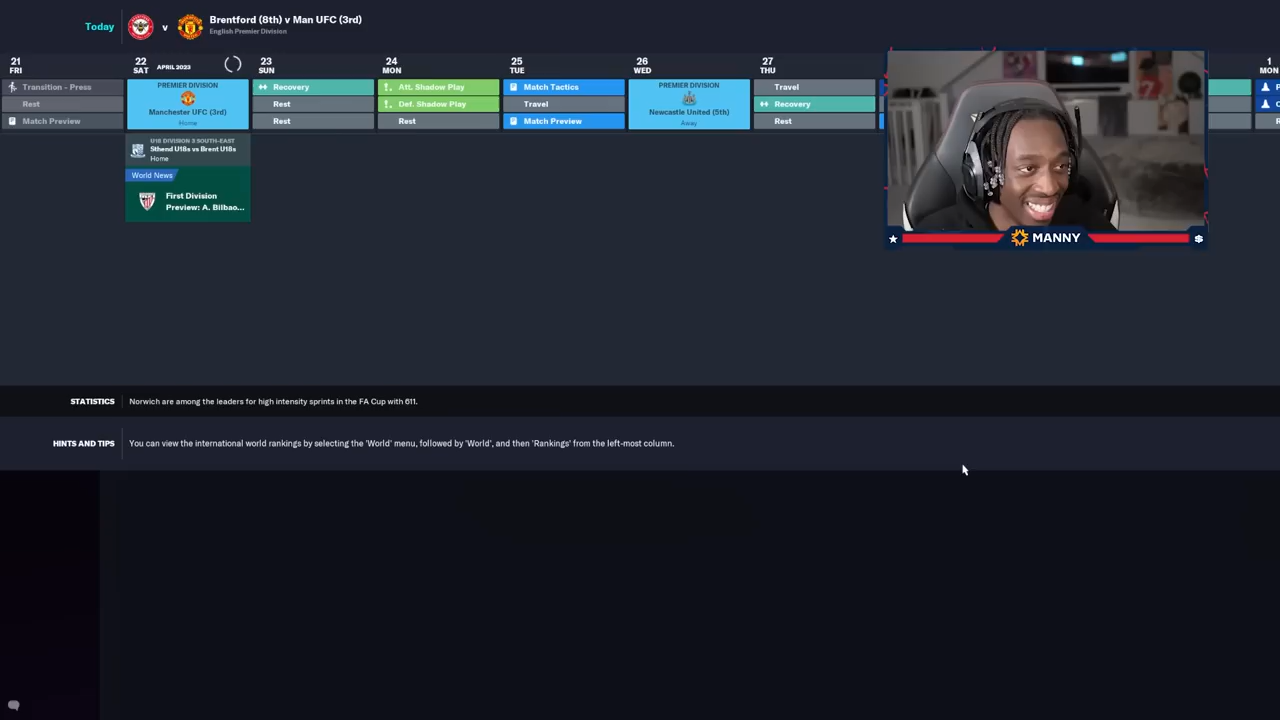 Today
v
Brentford (8th) v Man UFC (3rd)
English Premier Division
21
FRI
22
SAT
APRIL 2023
23
SUN
24
MON
25
TUE
26
WED
27
THU
1
MON
Transition - Press
Rest
Match Preview
PREMIER DIVISION
Manchester UFC (3rd)
Home
Recovery
Rest
Rest
Att. Shadow Play
Def. Shadow Play
Rest
Match Tactics
Travel
Match Preview
PREMIER DIVISION
Newcastle United (5th)
Away
Travel
Recovery
Rest
U18 DIVISION 3 SOUTH-EAST
Sthend U18s vs Brent U18s
Home
World News
First Division
Preview: A. Bilbao...
MANNY
STATISTICS
Norwich are among the leaders for high intensity sprints in the FA Cup with 611.
HINTS AND TIPS
You can view the international world rankings by selecting the 'World' menu, followed by 'World', and then 'Rankings' from the left-most column.